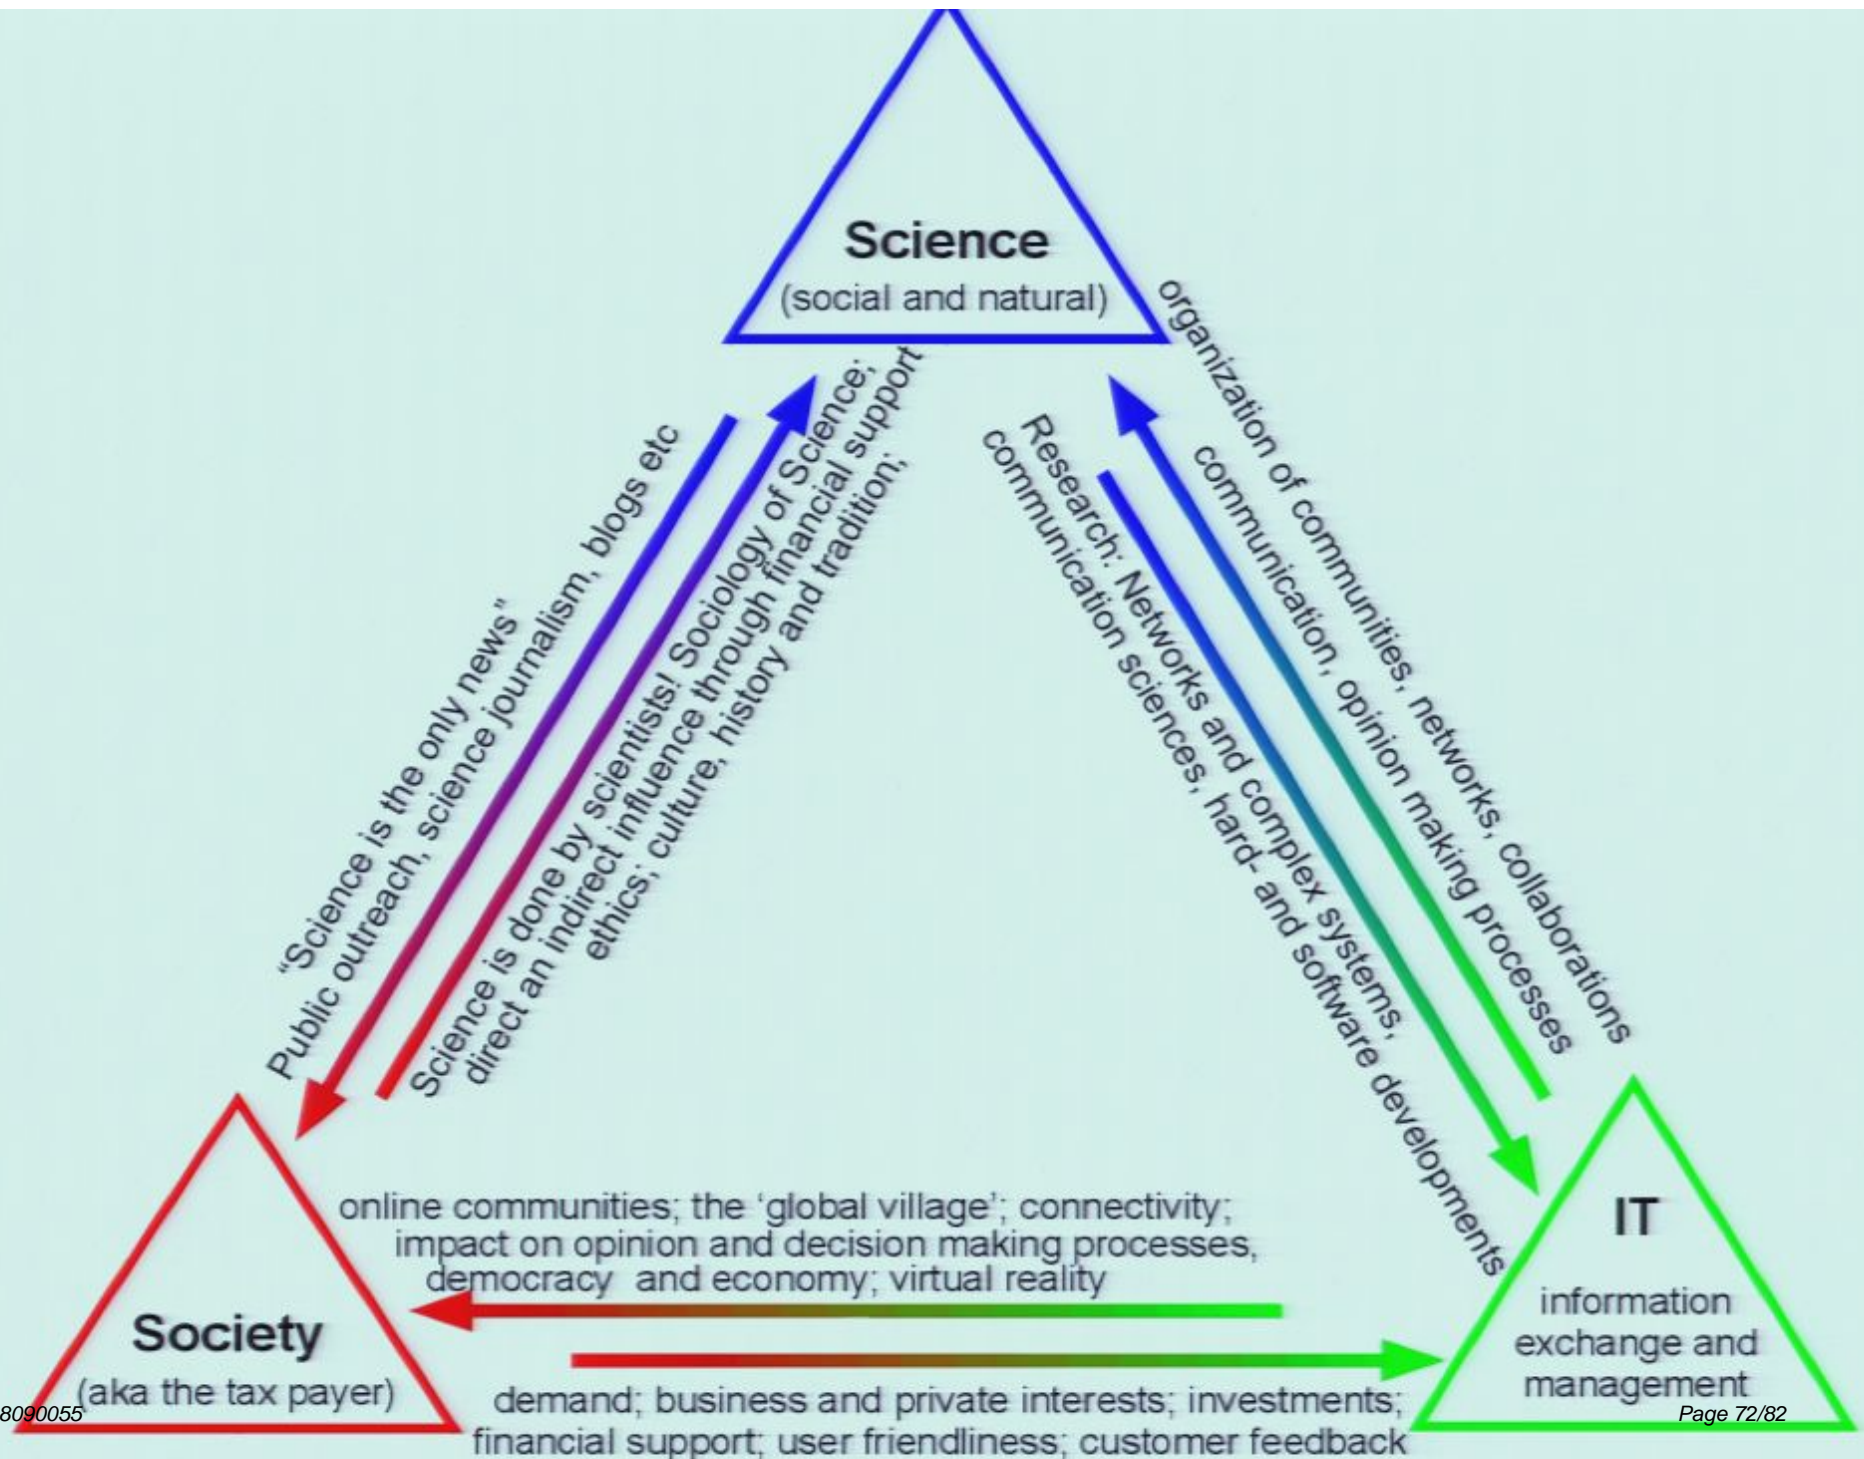 Science
(social and natural)
"Science is the only news"
Public outreach, science journalism, blogs etc
Science is done by scientists! Sociology of Science;
direct an indirect influence through financial support
ethics; culture, history and tradition;
organization of communities, networks, collaborations
communication, opinion making processes
Research: Networks and complex systems,
communication sciences, hard- and software developments
online communities; the 'global village'; connectivity;
impact on opinion and decision making processes,
democracy and economy; virtual reality
Society
(aka the tax payer)
IT
information
exchange and
management
demand; business and private interests; investments;
financial support; user friendliness; customer feedback
8090055
Page 72/82